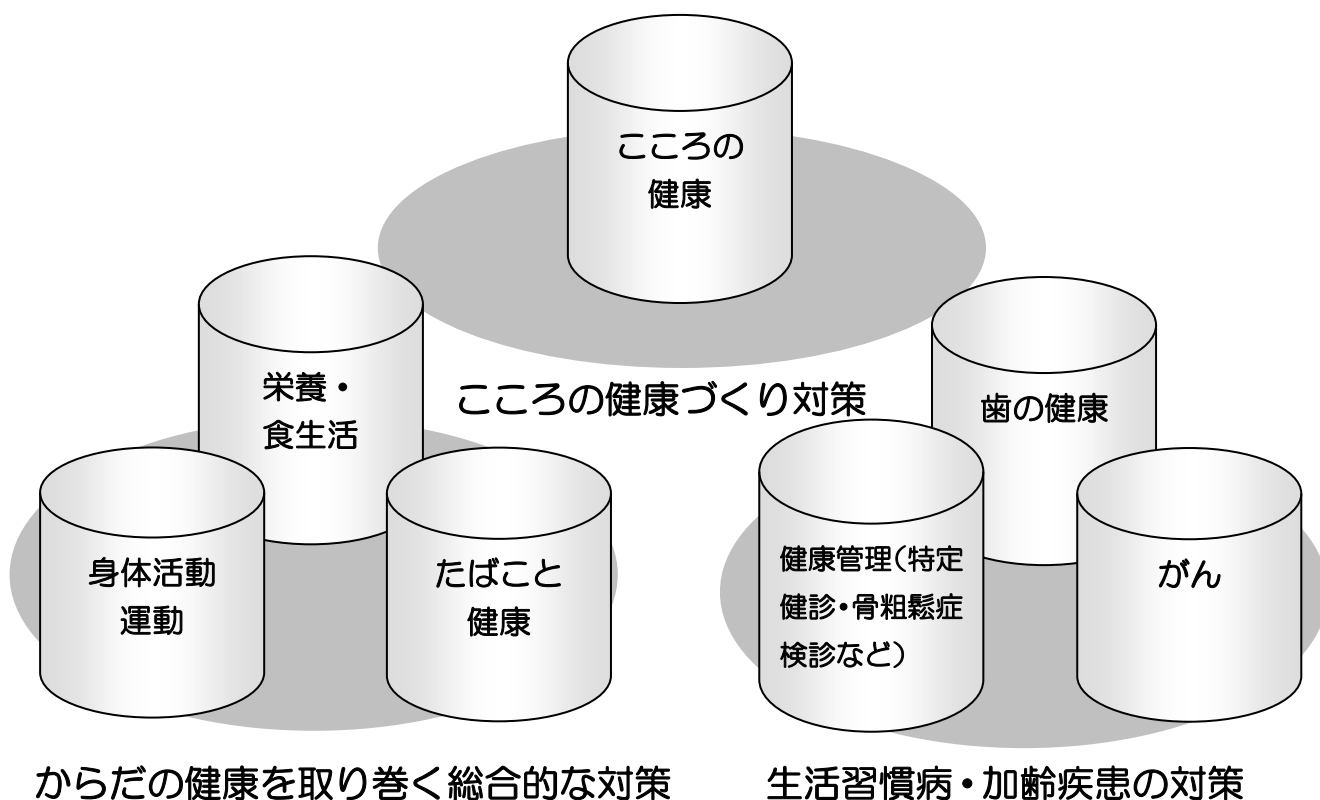 こころの
健康
こころの健康づくり対策
栄養・
食生活
身体活動
運動
たばこと
健康
からだの健康を取り巻く総合的な対策
歯の健康
健康管理（特定
健診・骨粗鬆症
検診など）
がん
生活習慣病・加齢疾患の対策